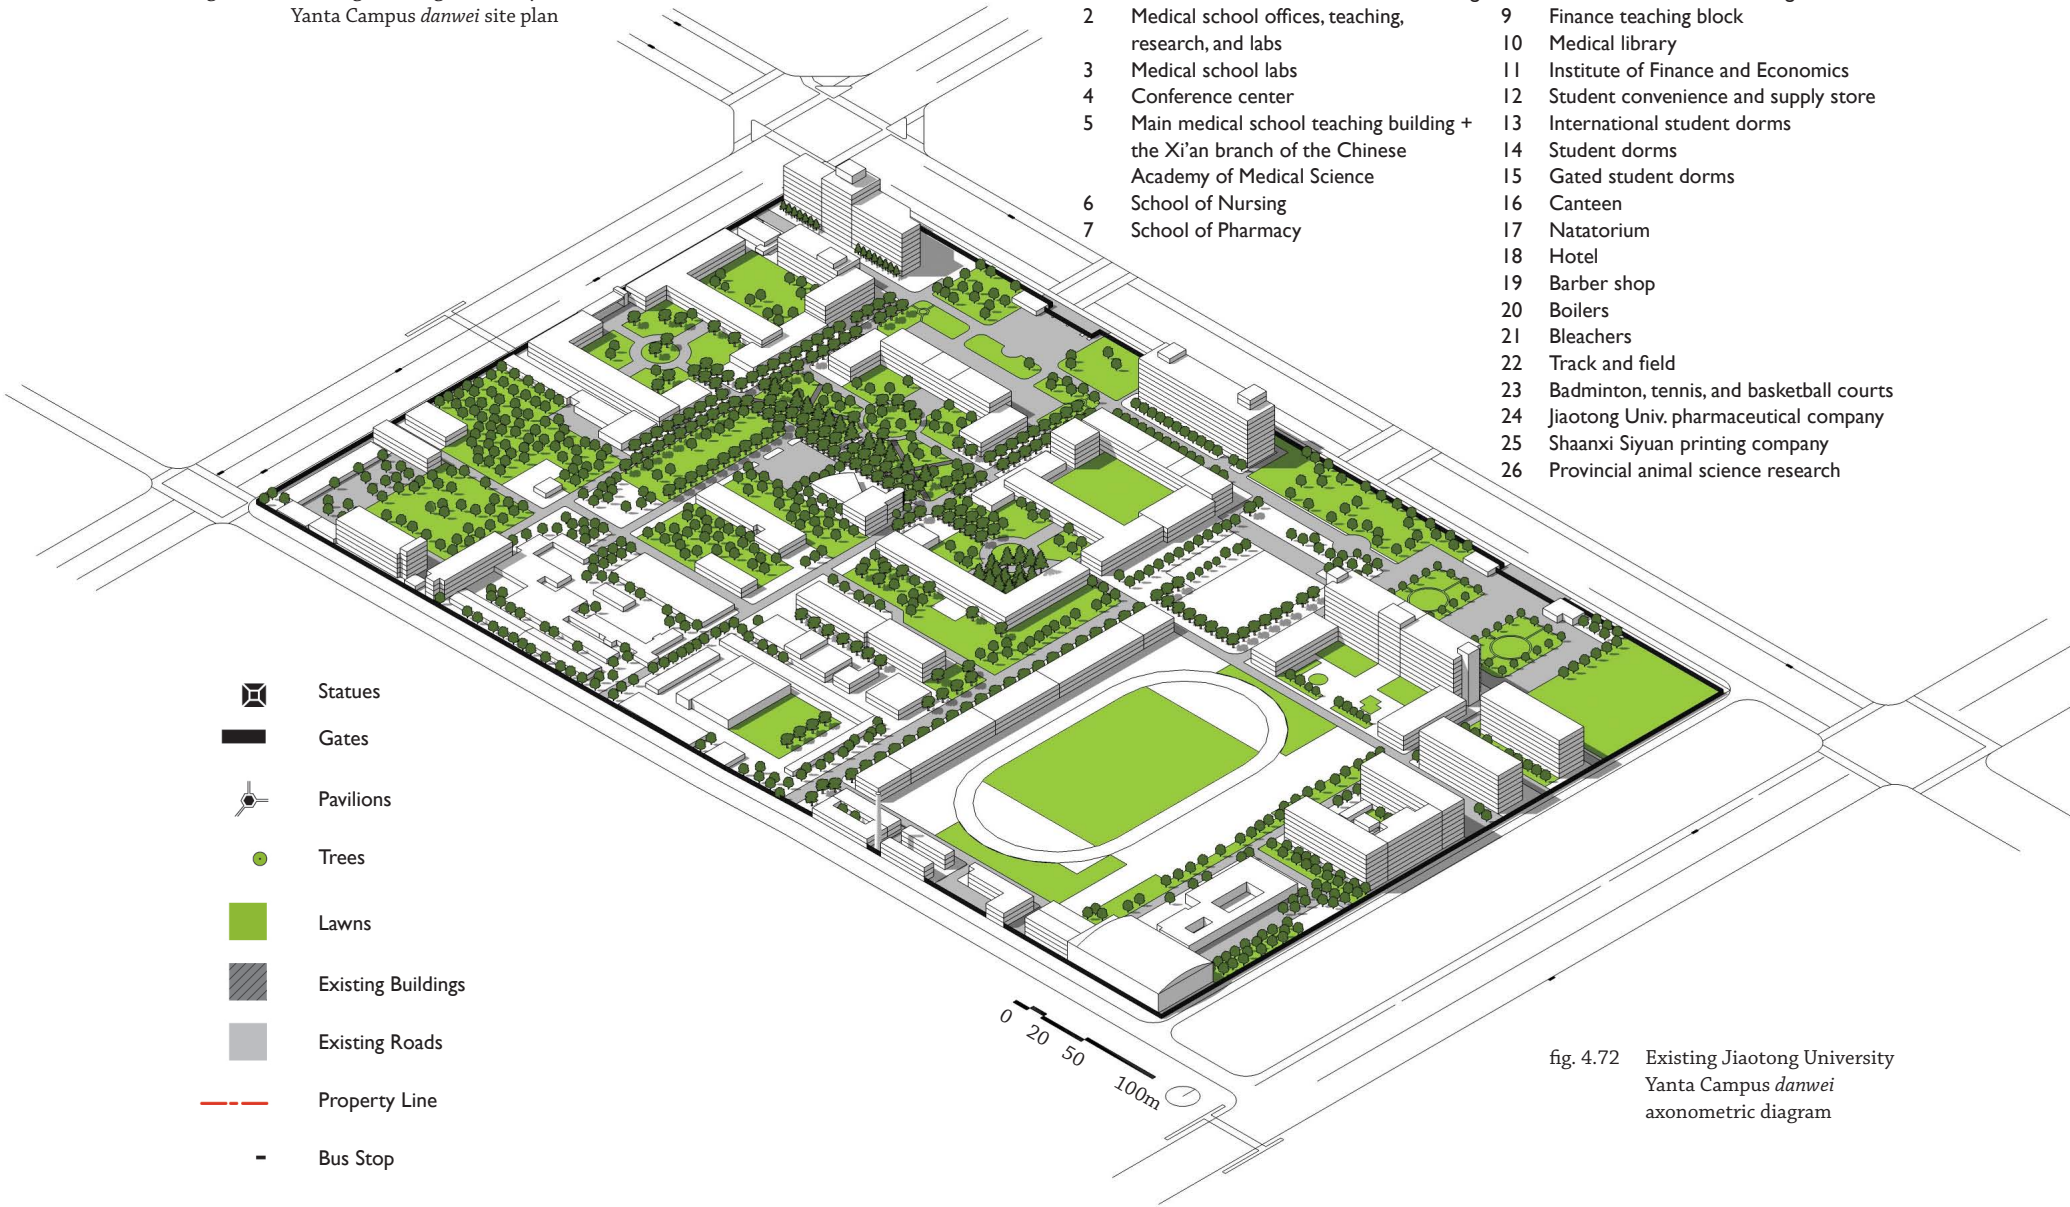 Yanta Campus danwei site plan
2 Medical school offices, teaching,
research, and labs
3 Medical school labs
4 Conference center
5 Main medical school teaching building +
the Xi'an branch of the Chinese
Academy of Medical Science
6 School of Nursing
7 School of Pharmacy
9 Finance teaching block
10 Medical library
11 Institute of Finance and Economics
12 Student convenience and supply store
13 International student dorms
14 Student dorms
15 Gated student dorms
16 Canteen
17 Natatorium
18 Hotel
19 Barber shop
20 Boilers
21 Bleachers
22 Track and field
23 Badminton, tennis, and basketball courts
24 Jiaotong Univ. pharmaceutical company
25 Shaanxi Siyuan printing company
26 Provincial animal science research
Statues
Gates
Pavilions
Trees
Lawns
Existing Buildings
Existing Roads
Property Line
Bus Stop
0 20 50 100m
fig. 4.72 Existing Jiaotong University
Yanta Campus danwei
axonometric diagram